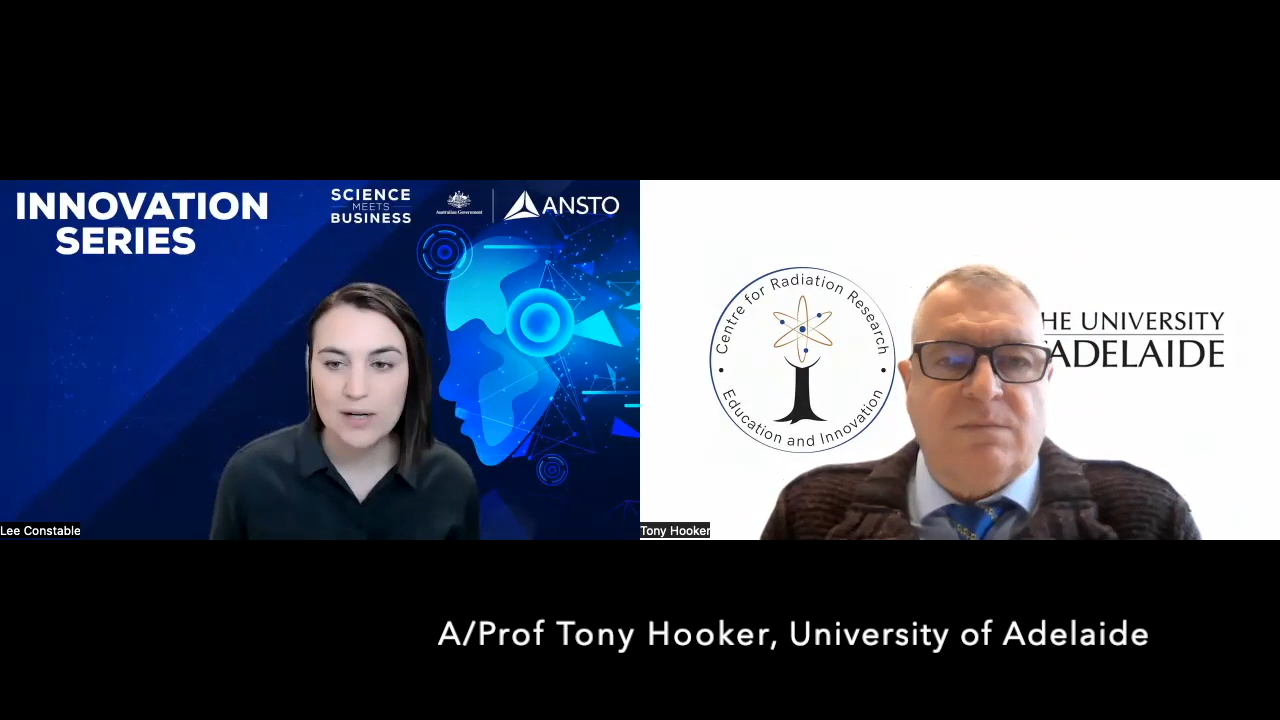 INNOVATION
SERIES
SCIENCE
MEETS
BUSINESS
Australian Government
ANSTO
Lee Constable
Centre for Radiation Research
Education and Innovation
HE UNIVERSITY
ADELAIDE
Tony Hooker
A/Prof Tony Hooker, University of Adelaide